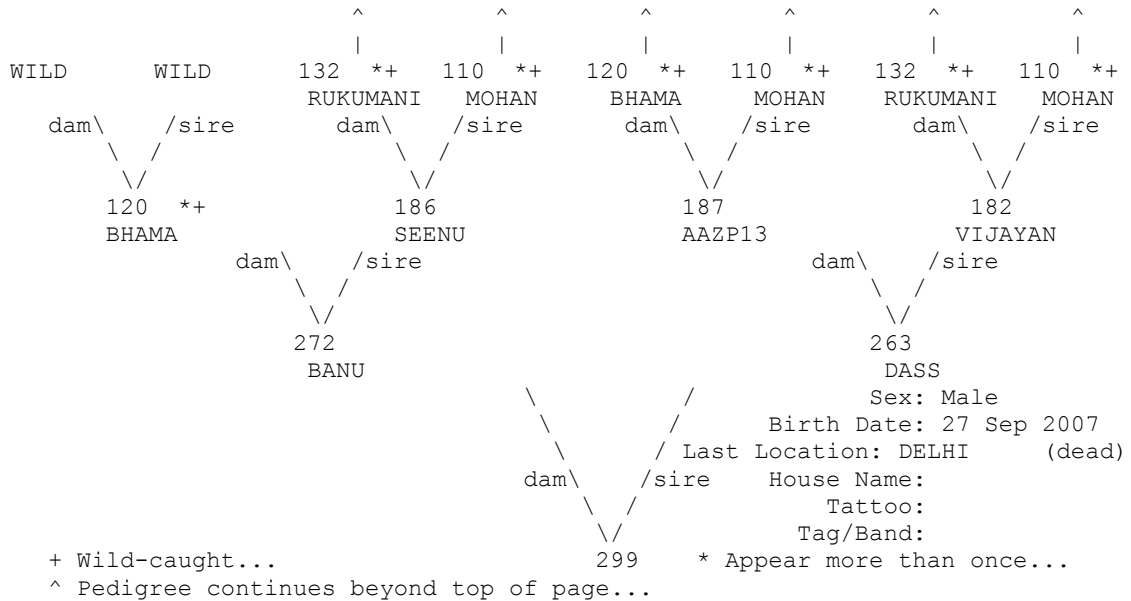 ^ ^ ^ ^ ^ ^
| | | | | |
WILD WILD 132 *+ 110 *+ 120 *+ 110 *+ 132 *+ 110 *+
RUKUMANI MOHAN BHAMA MOHAN RUKUMANI MOHAN
dam\ /sire dam\ /sire dam\ /sire dam\ /sire
\ / \ / \ / \ /
\/ \/ \/ \/
120 *+ 186 187 182
BHAMA SEENU AAZP13 VIJAYAN
dam\ /sire dam\ /sire
\ / \ /
\/ \/
272 263
BANU DASS
\ / Sex: Male
\ / Birth Date: 27 Sep 2007
\ / Last Location: DELHI (dead)
dam\ /sire House Name:
\ / Tattoo:
\/ Tag/Band:
+ Wild-caught... 299 * Appear more than once...
^ Pedigree continues beyond top of page...